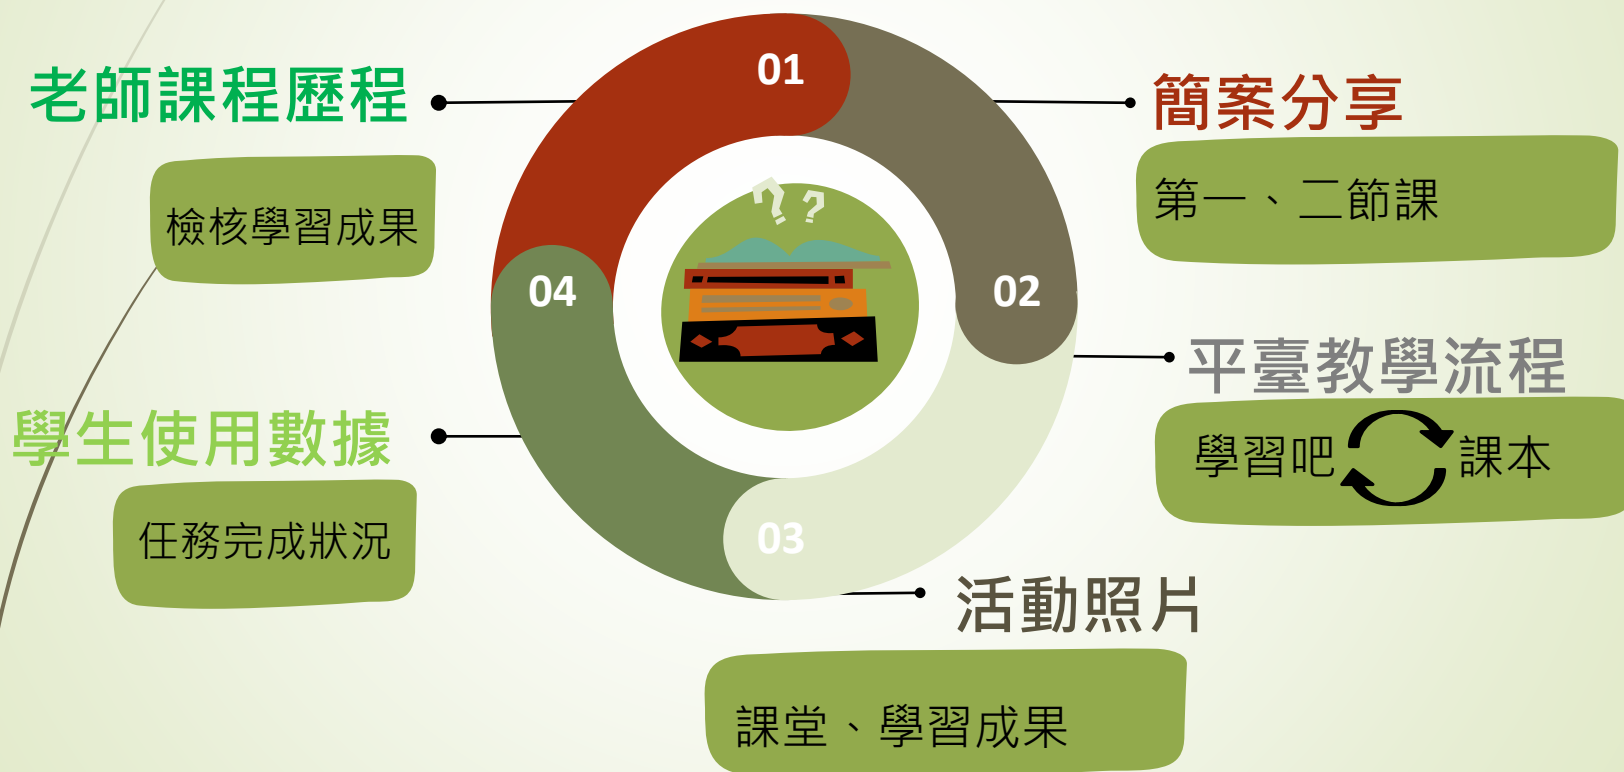 01
老師課程歷程
簡案分享
檢核學習成果
第一、二節課
04
02
平臺教學流程
學生使用數據
學習吧
課本
任務完成狀況
03
活動照片
課堂、學習成果
? ?